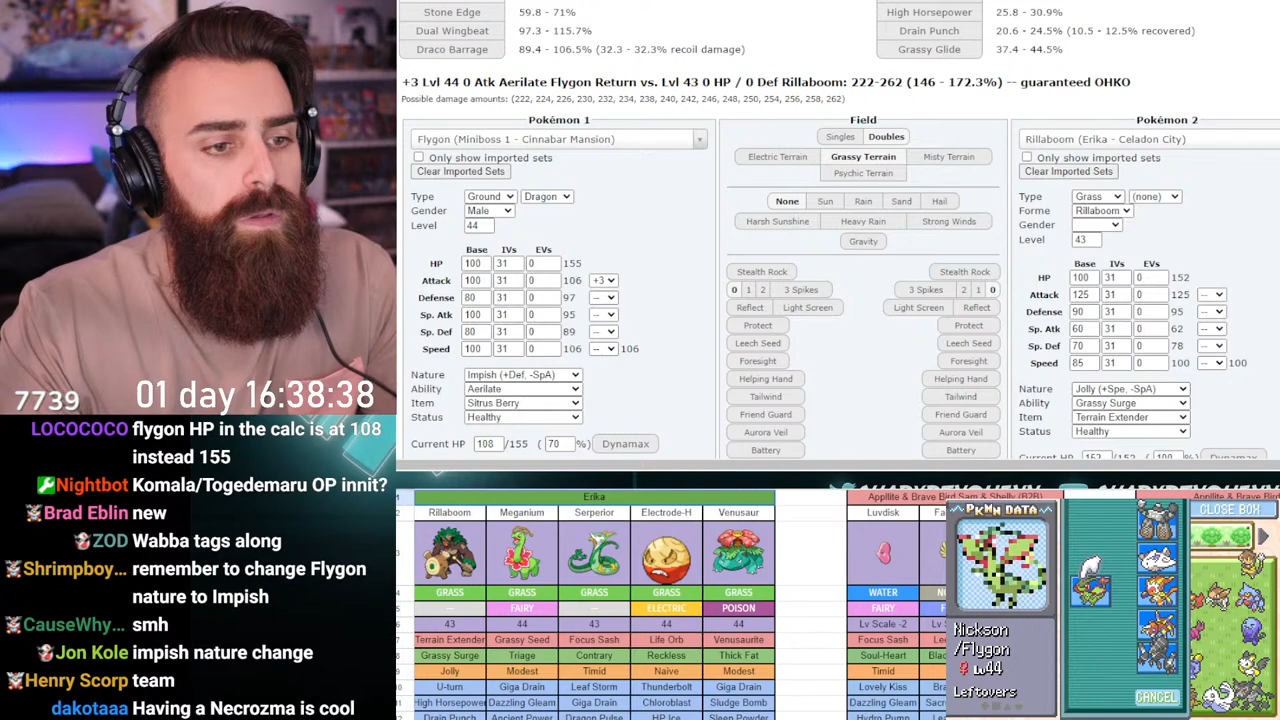 Stone Edge 59.8 - 71%
High Horsepower 25.8 - 30.9%
Dual Wingbeat 97.3 - 115.7%
Drain Punch 20.6 - 24.5% (10.5 - 12.5% recovered)
Draco Barrage 89.4 - 106.5% (32.3 - 32.3% recoil damage)
Grassy Glide 37.4 - 44.5%
+3 Lvl 44 0 Atk Aerilate Flygon Return vs. Lvl 43 0 HP / 0 Def Rillaboom: 222-262 (146 - 172.3%) -- guaranteed OHKO
Possible damage amounts: (222, 224, 226, 230, 232, 234, 238, 240, 242, 246, 248, 250, 254, 256, 258, 262)
Pokémon 1
Flygon (Miniboss 1 - Cinnabar Mansion)
Only show imported sets
Clear Imported Sets
Type Ground Dragon
Gender Male
Level 44
Base IVs EVs
HP 100 31 0 155
Attack 100 31 0 106 +3
Defense 80 31 0 97 --
Sp. Atk 100 31 0 95 --
Sp. Def 80 31 0 89 --
Speed 100 31 0 106 -- 106
Nature Impish (+Def, -SpA)
Ability Aerilate
Item Sitrus Berry
Status Healthy
Current HP 108 /155 ( 70 %) Dynamax
Field
Singles Doubles
Electric Terrain Grassy Terrain Misty Terrain
Psychic Terrain
None Sun Rain Sand Hail
Harsh Sunshine Heavy Rain Strong Winds
Gravity
Stealth Rock Stealth Rock
0 1 2 3 Spikes 3 Spikes 2 1 0
Reflect Light Screen Light Screen Reflect
Protect Protect
Leech Seed Leech Seed
Foresight Foresight
Helping Hand Helping Hand
Tailwind Tailwind
Friend Guard Friend Guard
Aurora Veil Aurora Veil
Battery Battery
Pokémon 2
Rillaboom (Erika - Celadon City)
Only show imported sets
Clear Imported Sets
Type Grass (none)
Forme Rillaboom
Gender
Level 43
Base IVs EVs
HP 100 31 0 152
Attack 125 31 0 125 --
Defense 90 31 0 95 --
Sp. Atk 60 31 0 62 --
Sp. Def 70 31 0 78 --
Speed 85 31 0 100 -- 100
Nature Jolly (+Spe, -SpA)
Ability Grassy Surge
Item Terrain Extender
Status Healthy
Current HP 152 /152 ( 100 %) Dynamax
7739 01 day 16:38:38
LOCOCOCO flygon HP in the calc is at 108
instead 155
Nightbot Komala/Togedemaru OP innit?
Brad Eblin new
ZOD Wabba tags along
Shrimpboy... remember to change Flygon
nature to Impish
CauseWhy... smh
Jon Kole impish nature change
Henry Scorp team
dakotaaa Having a Necrozma is cool
Erika
Rillaboom Meganium Serperior Electrode-H Venusaur
GRASS GRASS GRASS GRASS GRASS
— FAIRY — ELECTRIC POISON
43 44 43 44 44
Terrain Extender Grassy Seed Focus Sash Life Orb Venusaurite
Grassy Surge Triage Contrary Reckless Thick Fat
Jolly Modest Timid Naive Modest
U-turn Giga Drain Leaf Storm Thunderbolt Giga Drain
High Horsepower Dazzling Gleam Glare Chloroblast Sludge Bomb
Drain Punch Ancient Power Dragon Pulse HP Ice Sleep Powder
Appllite & Brave Bird Sam & Shelly (B2B)
Luvdisk
WATER
FAIRY
Lv Scale -2
Focus Sash
Soul-Heart
Timid
Lovely Kiss
Dazzling Gleam
Hydro Pump
PKMN DATA
Nickson
/Flygon
Lv44
Leftovers
CLOSE BOX
CANCEL